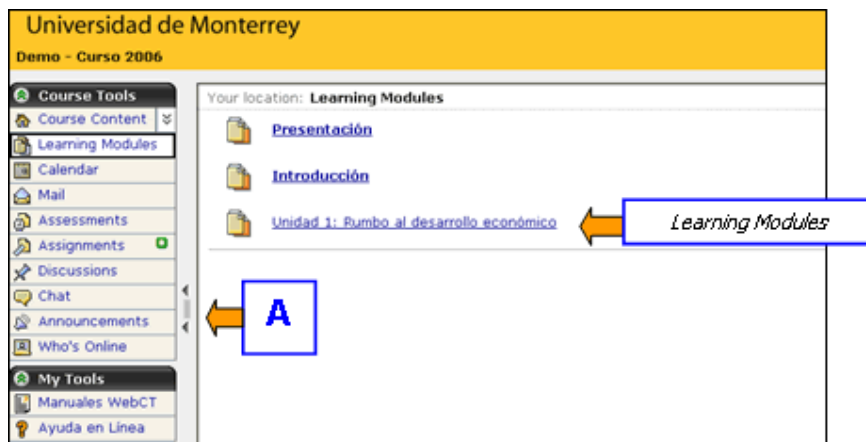 Universidad de Monterrey
Demo - Curso 2006
Course Tools
Course Content
Learning Modules
Calendar
Mail
Assessments
Assignments
Discussions
Chat
Announcements
Who's Online
My Tools
Manuales WebCT
Ayuda en Línea
Your location: Learning Modules
Presentación
Introducción
Unidad 1: Rumbo al desarrollo económico
Learning Modules
A